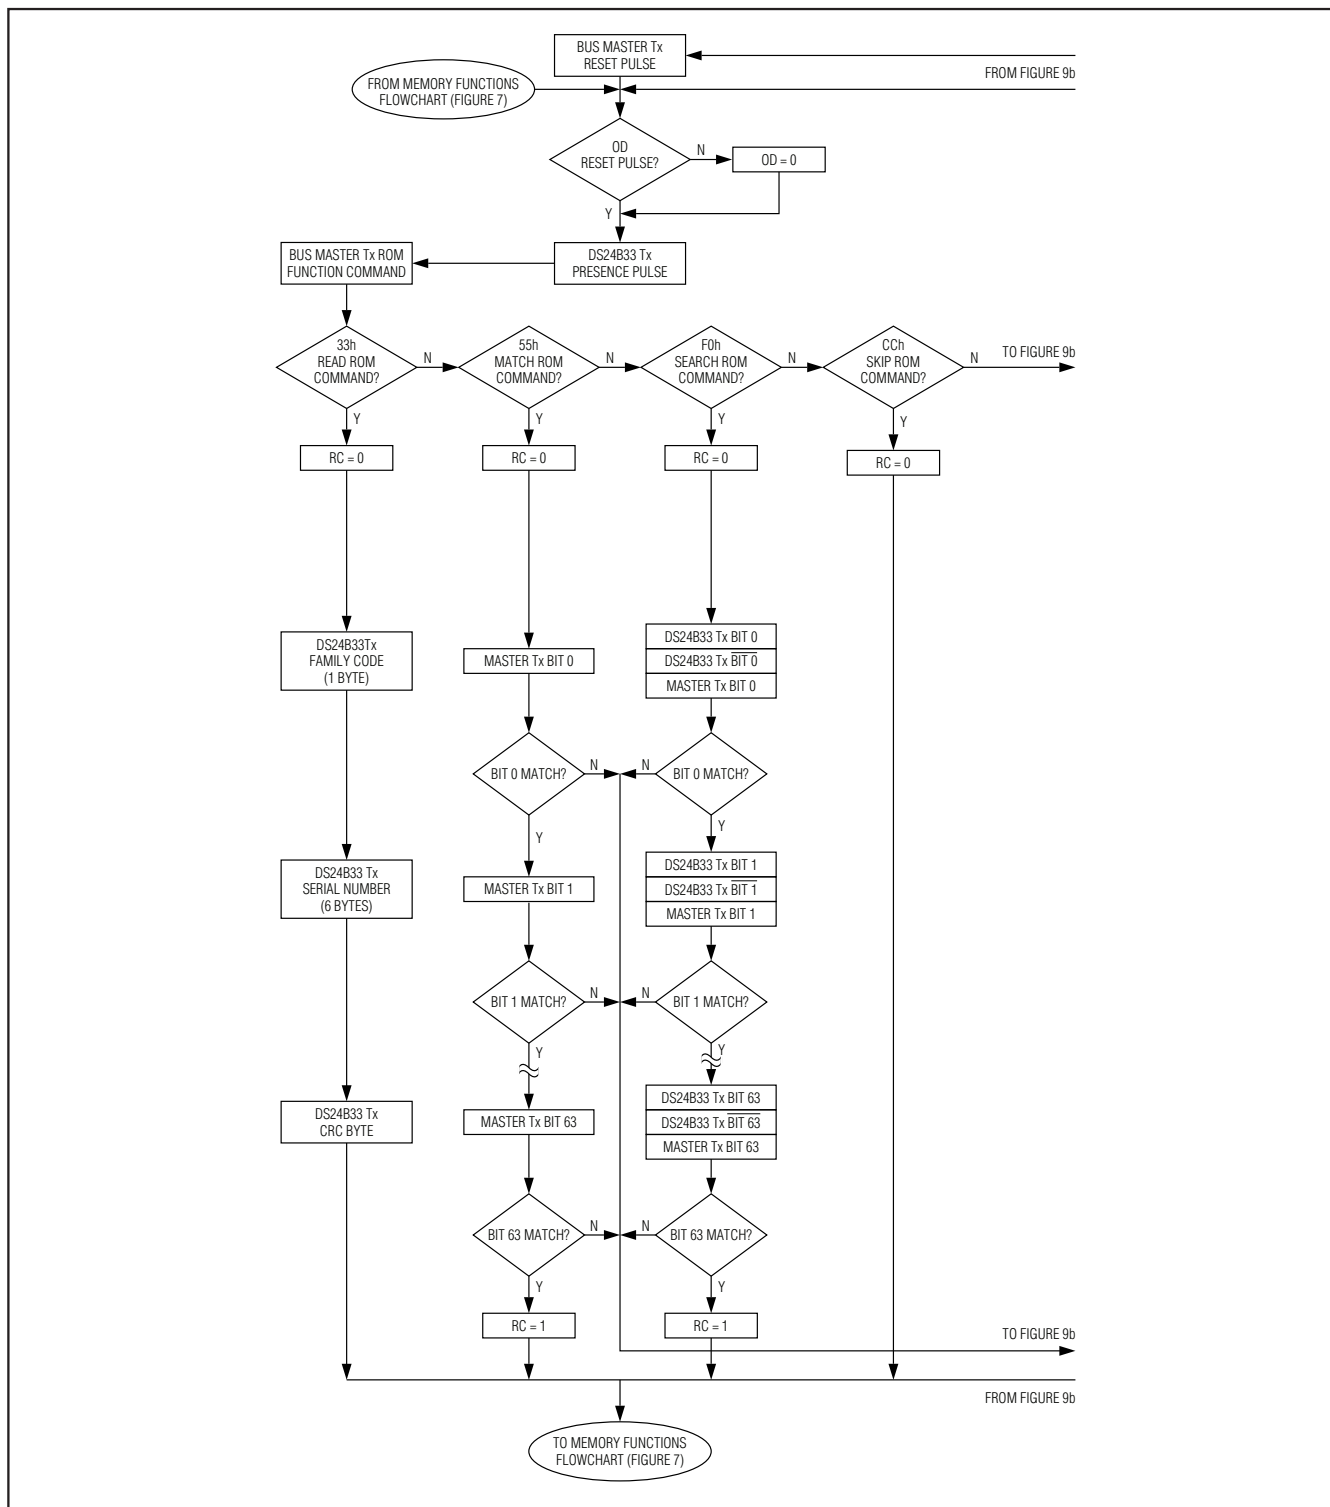 BUS MASTER Tx
RESET PULSE
FROM FIGURE 9b
FROM MEMORY FUNCTIONS
FLOWCHART (FIGURE 7)
OD
RESET PULSE?
N
OD = 0
Y
BUS MASTER Tx ROM
FUNCTION COMMAND
DS24B33 Tx
PRESENCE PULSE
33h
READ ROM
COMMAND?
N
55h
MATCH ROM
COMMAND?
N
F0h
SEARCH ROM
COMMAND?
N
CCh
SKIP ROM
COMMAND?
N
TO FIGURE 9b
Y
Y
Y
Y
RC = 0
RC = 0
RC = 0
RC = 0
DS24B33Tx
FAMILY CODE
(1 BYTE)
MASTER Tx BIT 0
DS24B33 Tx BIT 0
DS24B33 Tx B̅I̅T̅ ̅0̅
MASTER Tx BIT 0
BIT 0 MATCH?
N
N
BIT 0 MATCH?
Y
Y
DS24B33 Tx
SERIAL NUMBER
(6 BYTES)
MASTER Tx BIT 1
DS24B33 Tx BIT 1
DS24B33 Tx B̅I̅T̅ ̅1̅
MASTER Tx BIT 1
BIT 1 MATCH?
N
N
BIT 1 MATCH?
Y
Y
DS24B33 Tx
CRC BYTE
MASTER Tx BIT 63
DS24B33 Tx BIT 63
DS24B33 Tx B̅I̅T̅ ̅6̅3̅
MASTER Tx BIT 63
BIT 63 MATCH?
N
N
BIT 63 MATCH?
Y
Y
RC = 1
RC = 1
TO FIGURE 9b
FROM FIGURE 9b
TO MEMORY FUNCTIONS
FLOWCHART (FIGURE 7)